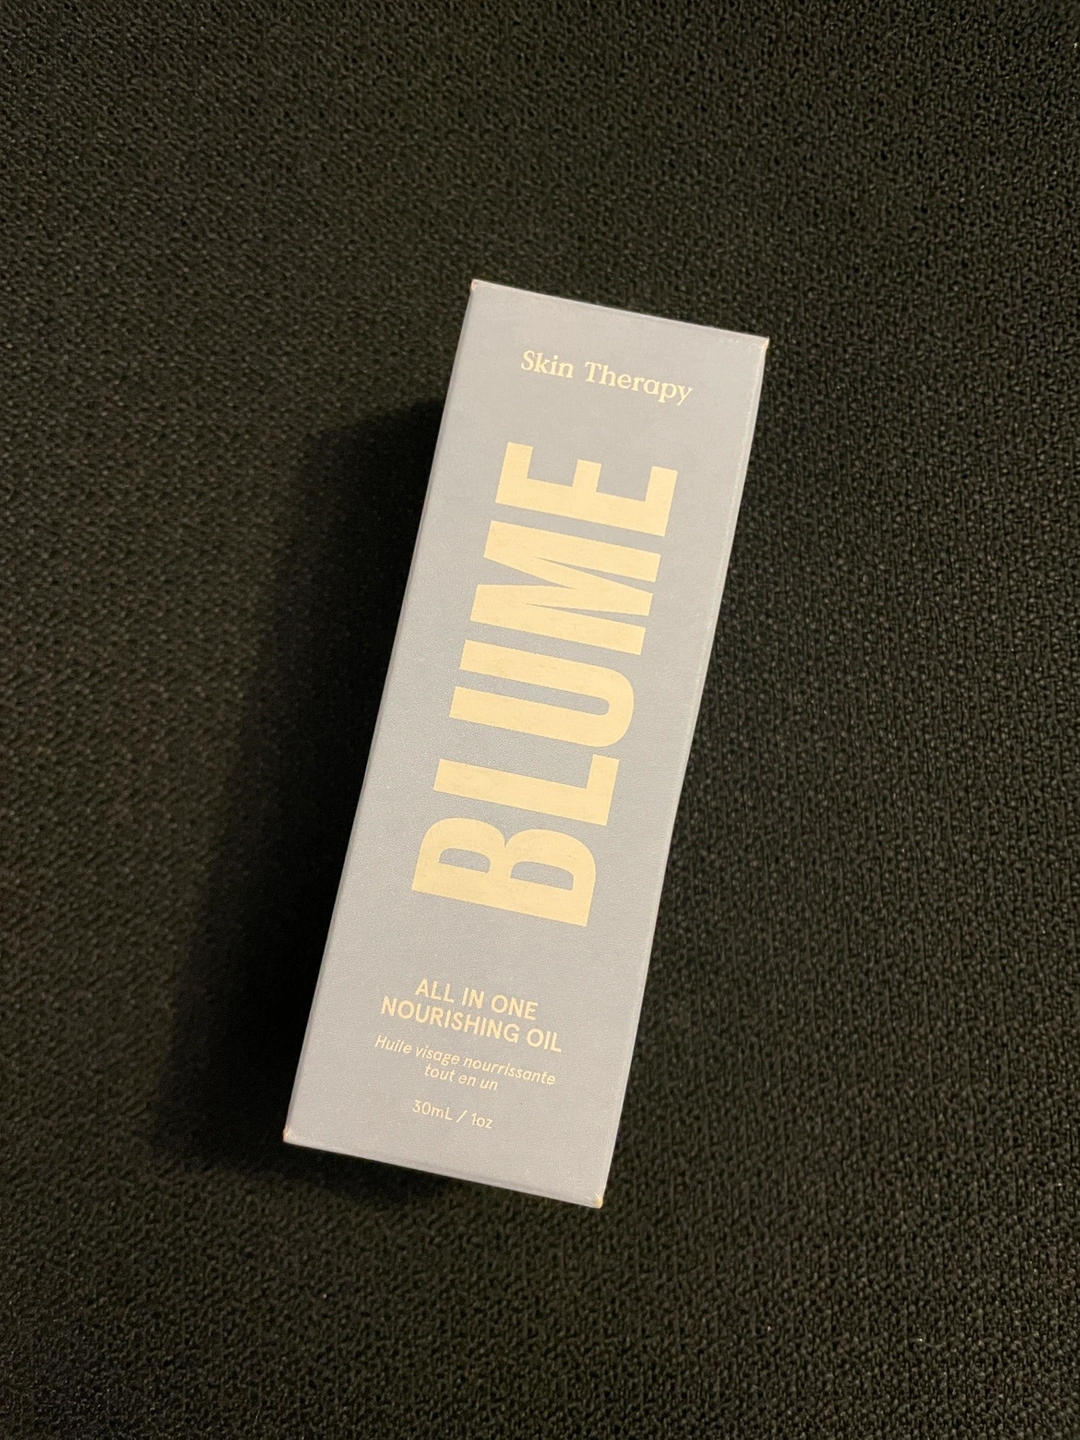 Skin Therapy
BLUME
ALL IN ONE
NOURISHING OIL
Huile visage nourrissante
tout en un
30mL / 1oz